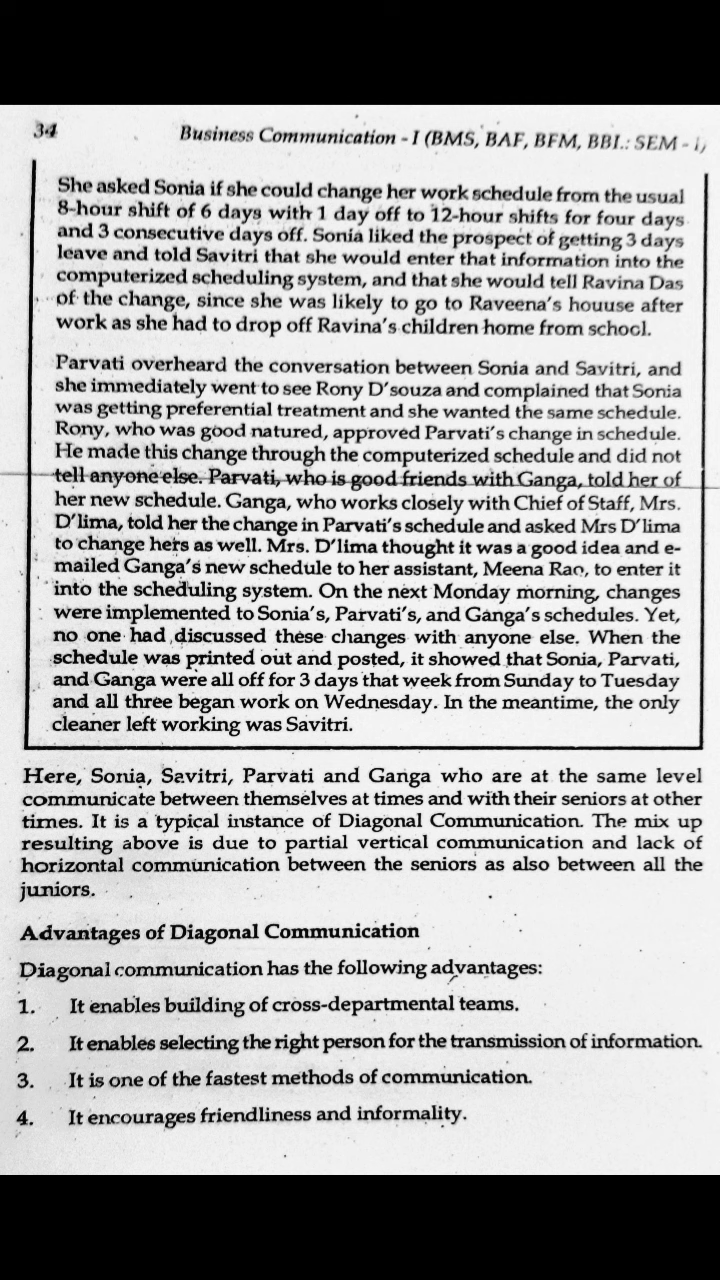 34
Business Communication - I (BMS, BAF, BFM, BBI.: SEM - I)
She asked Sonia if she could change her work schedule from the usual
8-hour shift of 6 days with 1 day off to 12-hour shifts for four days
and 3 consecutive days off. Sonia liked the prospect of getting 3 days
leave and told Savitri that she would enter that information into the
computerized scheduling system, and that she would tell Ravina Das
of the change, since she was likely to go to Raveena's houuse after
work as she had to drop off Ravina's children home from school.
Parvati overheard the conversation between Sonia and Savitri, and
she immediately went to see Rony D'souza and complained that Sonia
was getting preferential treatment and she wanted the same schedule.
Rony, who was good natured, approved Parvati's change in schedule.
He made this change through the computerized schedule and did not
tell anyone else. Parvati, who is good friends with Ganga, told her of
her new schedule. Ganga, who works closely with Chief of Staff, Mrs.
D'lima, told her the change in Parvati's schedule and asked Mrs D'lima
to change hers as well. Mrs. D'lima thought it was a good idea and e-
mailed Ganga's new schedule to her assistant, Meena Rao, to enter it
into the scheduling system. On the next Monday morning, changes
were implemented to Sonia's, Parvati's, and Ganga's schedules. Yet,
no one had discussed these changes with anyone else. When the
schedule was printed out and posted, it showed that Sonia, Parvati,
and Ganga were all off for 3 days that week from Sunday to Tuesday
and all three began work on Wednesday. In the meantime, the only
cleaner left working was Savitri.
Here, Sonia, Savitri, Parvati and Ganga who are at the same level
communicate between themselves at times and with their seniors at other
times. It is a typical instance of Diagonal Communication. The mix up
resulting above is due to partial vertical communication and lack of
horizontal communication between the seniors as also between all the
juniors.
Advantages of Diagonal Communication
Diagonal communication has the following advantages:
1. It enables building of cross-departmental teams.
2. It enables selecting the right person for the transmission of information.
3. It is one of the fastest methods of communication.
4. It encourages friendliness and informality.